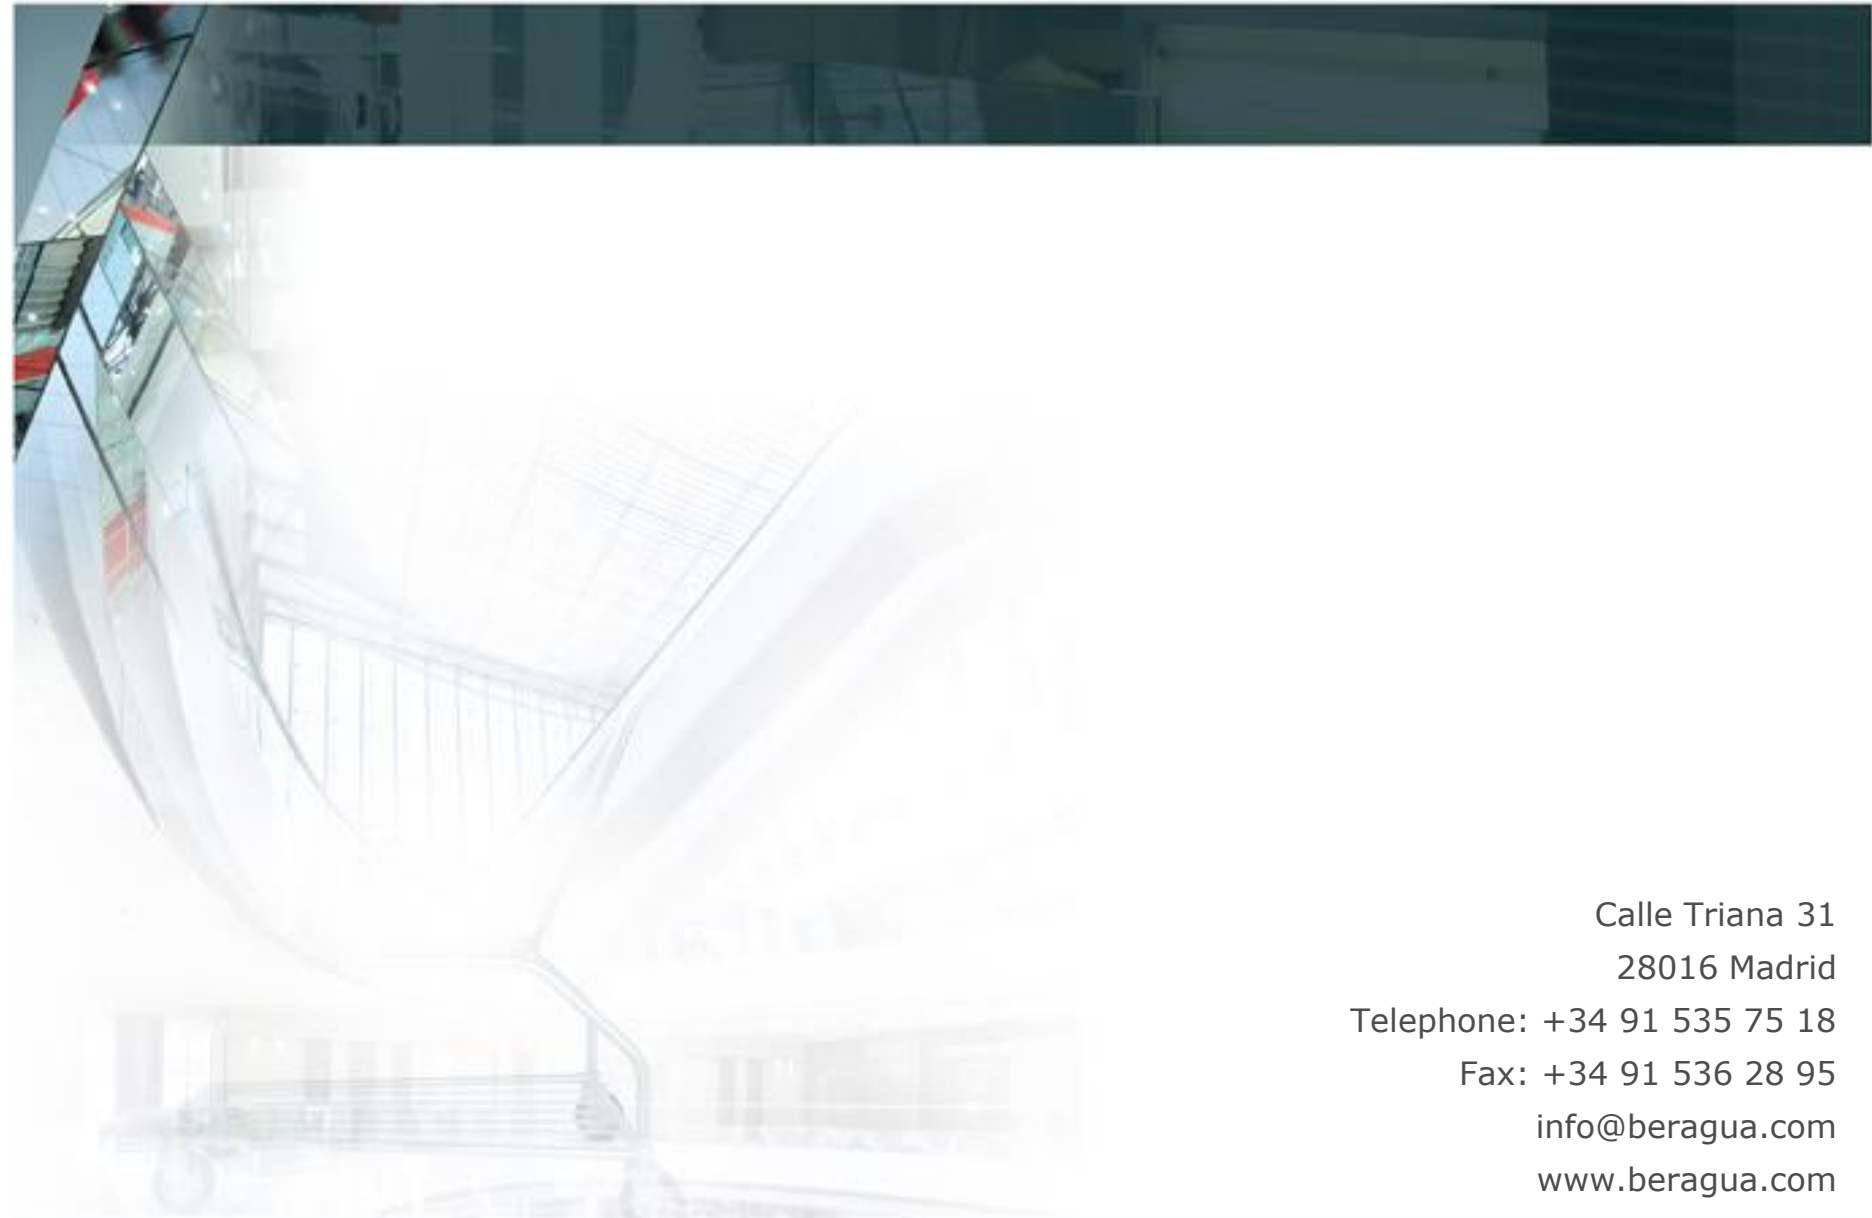 Calle Triana 31
28016 Madrid
Telephone: +34 91 535 75 18
Fax: +34 91 536 28 95
info@beragua.com
www.beragua.com